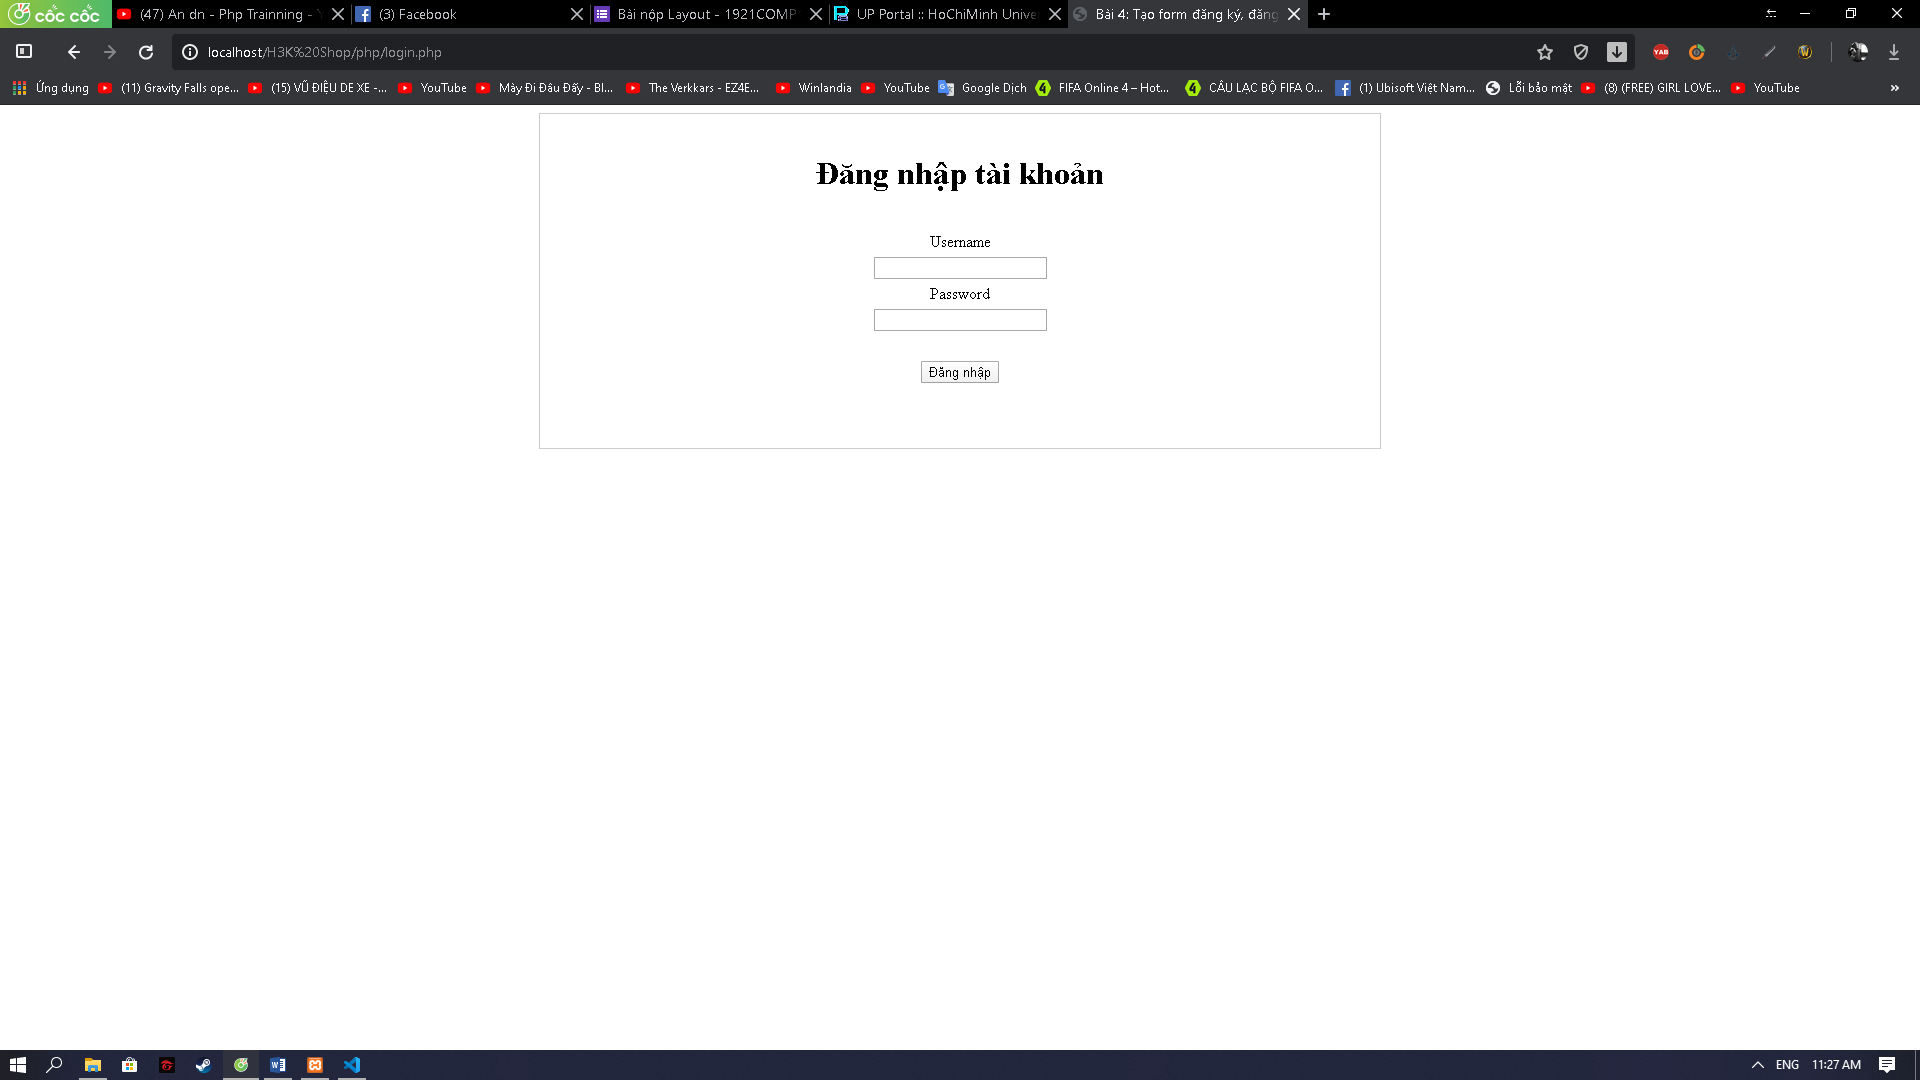 cốc cốc
(47) An dn - Php Trainning -
(3) Facebook
Bài nộp Layout - 1921COMP
UP Portal :: HoChiMinh Unive
Bài 4: Tạo form đăng ký, đăng
localhost/H3K%20Shop/php/login.php
YAB
Ứng dụng
(11) Gravity Falls ope...
(15) VŨ ĐIỆU DE XE -...
YouTube
Mày Đi Đâu Đấy - Bl...
The Verkkars - EZ4E...
Winlandia
YouTube
Google Dịch
FIFA Online 4 – Hot...
CÂU LẠC BỘ FIFA O...
(1) Ubisoft Việt Nam...
Lỗi bảo mật
(8) (FREE) GIRL LOVE...
YouTube
Đăng nhập tài khoản
Username
Password
Đăng nhập
ENG
11:27 AM